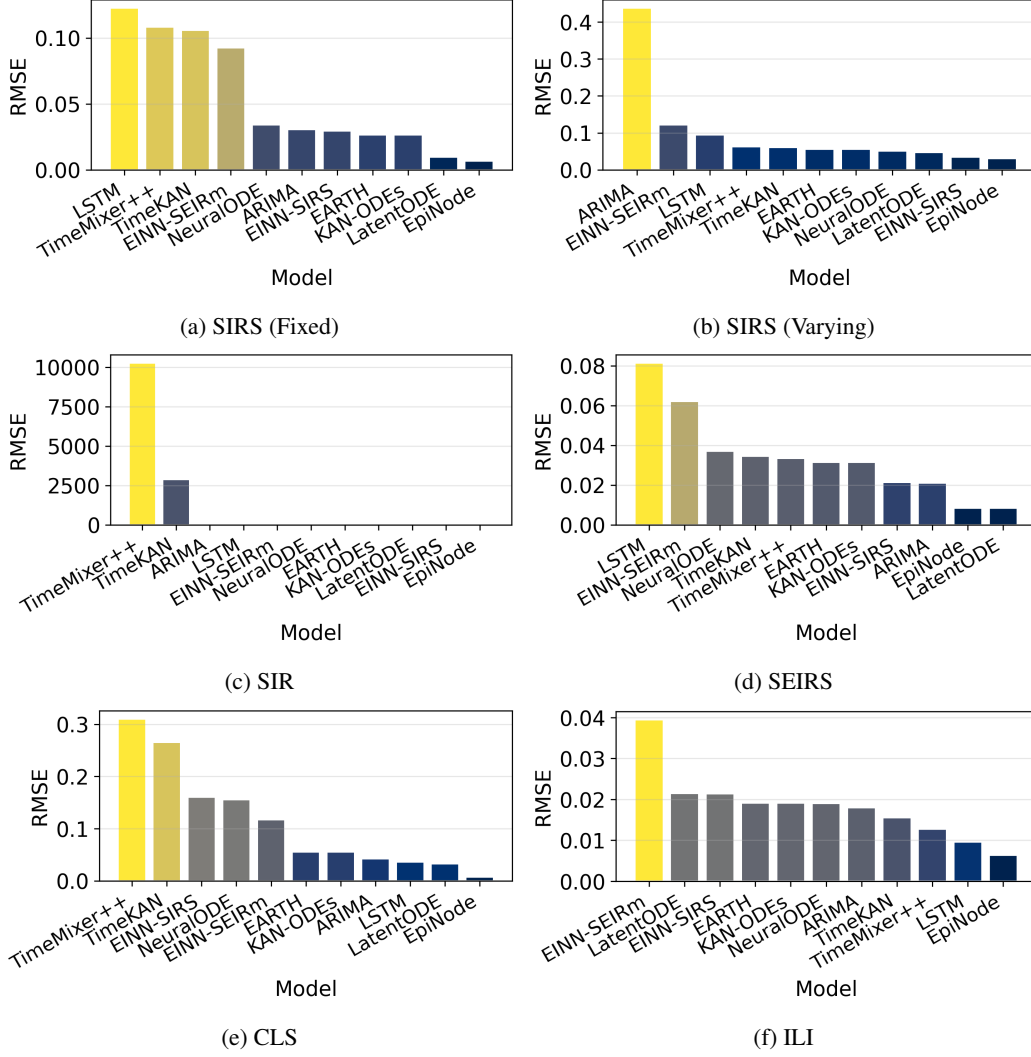 RMSE
0.10
0.05
0.00
LSTM
TimeMixer++
TimeKAN
EINN-SEIRm
NeuralODE
ARIMA
EINN-SIRS
EARTH
KAN-ODEs
LatentODE
EpiNode
Model
(a) SIRS (Fixed)
RMSE
0.4
0.3
0.2
0.1
0.0
ARIMA
EINN-SEIRm
LSTM
TimeMixer++
TimeKAN
EARTH
KAN-ODEs
NeuralODE
LatentODE
EINN-SIRS
EpiNode
Model
(b) SIRS (Varying)
RMSE
10000
7500
5000
2500
0
TimeMixer++
TimeKAN
ARIMA
LSTM
EINN-SEIRm
NeuralODE
EARTH
KAN-ODEs
LatentODE
EINN-SIRS
EpiNode
Model
(c) SIR
RMSE
0.08
0.06
0.04
0.02
0.00
LSTM
EINN-SEIRm
NeuralODE
TimeKAN
TimeMixer++
EARTH
KAN-ODEs
EINN-SIRS
ARIMA
EpiNode
LatentODE
Model
(d) SEIRS
RMSE
0.3
0.2
0.1
0.0
TimeMixer++
TimeKAN
EINN-SIRS
NeuralODE
EINN-SEIRm
EARTH
KAN-ODEs
ARIMA
LSTM
LatentODE
EpiNode
Model
(e) CLS
RMSE
0.04
0.03
0.02
0.01
0.00
EINN-SEIRm
LatentODE
EINN-SIRS
EARTH
KAN-ODEs
NeuralODE
ARIMA
TimeKAN
TimeMixer++
LSTM
EpiNode
Model
(f) ILI